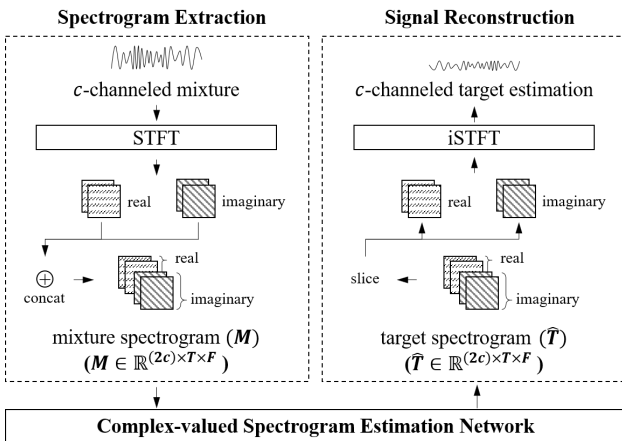 Spectrogram Extraction
c-channeled mixture
STFT
real
imaginary
⊕
concat
real
imaginary
mixture spectrogram (M)
(M ∈ ℝ^(2c)×T×F )
Signal Reconstruction
c-channeled target estimation
iSTFT
real
imaginary
slice
real
imaginary
target spectrogram (T̂)
(T̂ ∈ ℝ^(2c)×T×F )
Complex-valued Spectrogram Estimation Network